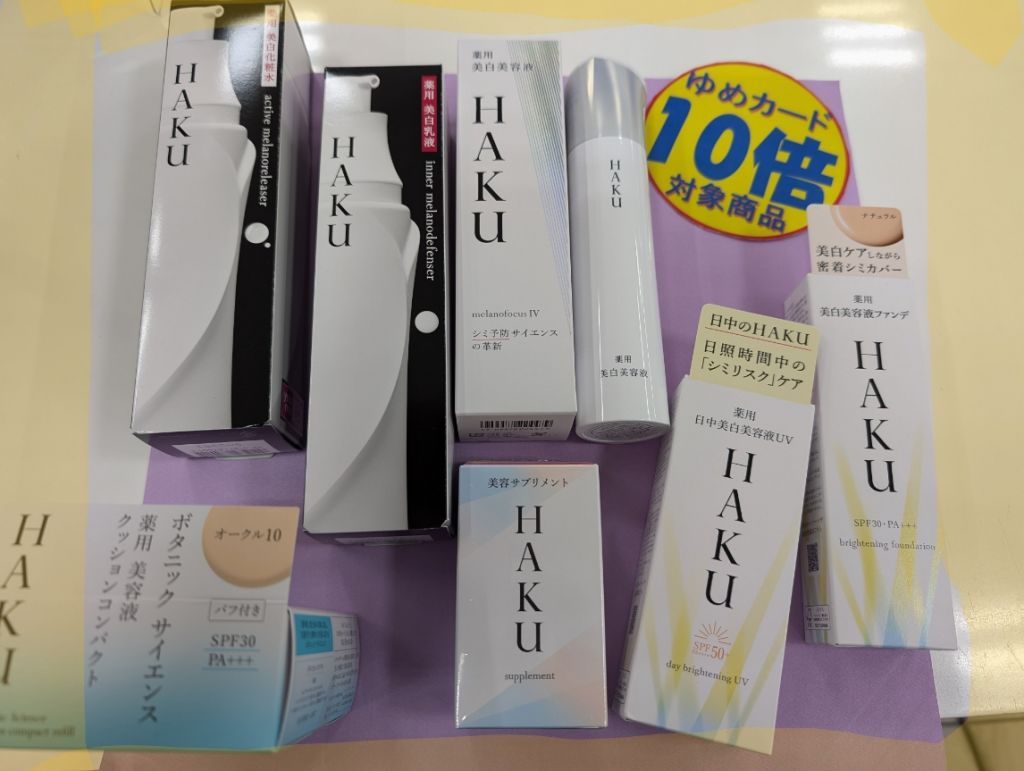 薬用 美白化粧水
active melanoreleaser
HAKU
薬用 美白乳液
inner melanodefenser
HAKU
薬用
美白美容液
HAKU
melanofocus IV
シミ予防サイエンス
の革新
HAKU
薬用
美白美容液
ゆめカード
10倍
対象商品
ナチュラル
美白ケアしながら
密着シミカバー
薬用
美白美容液ファンデ
HAKU
SPF30・PA+++
brightening foundation
日中のHAKU
日照時間中の
「シミリスク」ケア
薬用
日中美白美容液UV
HAKU
SPF50+
day brightening UV
美容サプリメント
HAKU
supplement
オークル10
パフ付き
SPF30
PA+++
ボタニック サイエンス
薬用 美容液
クッションコンパクト
HAKU
Science
compact refill